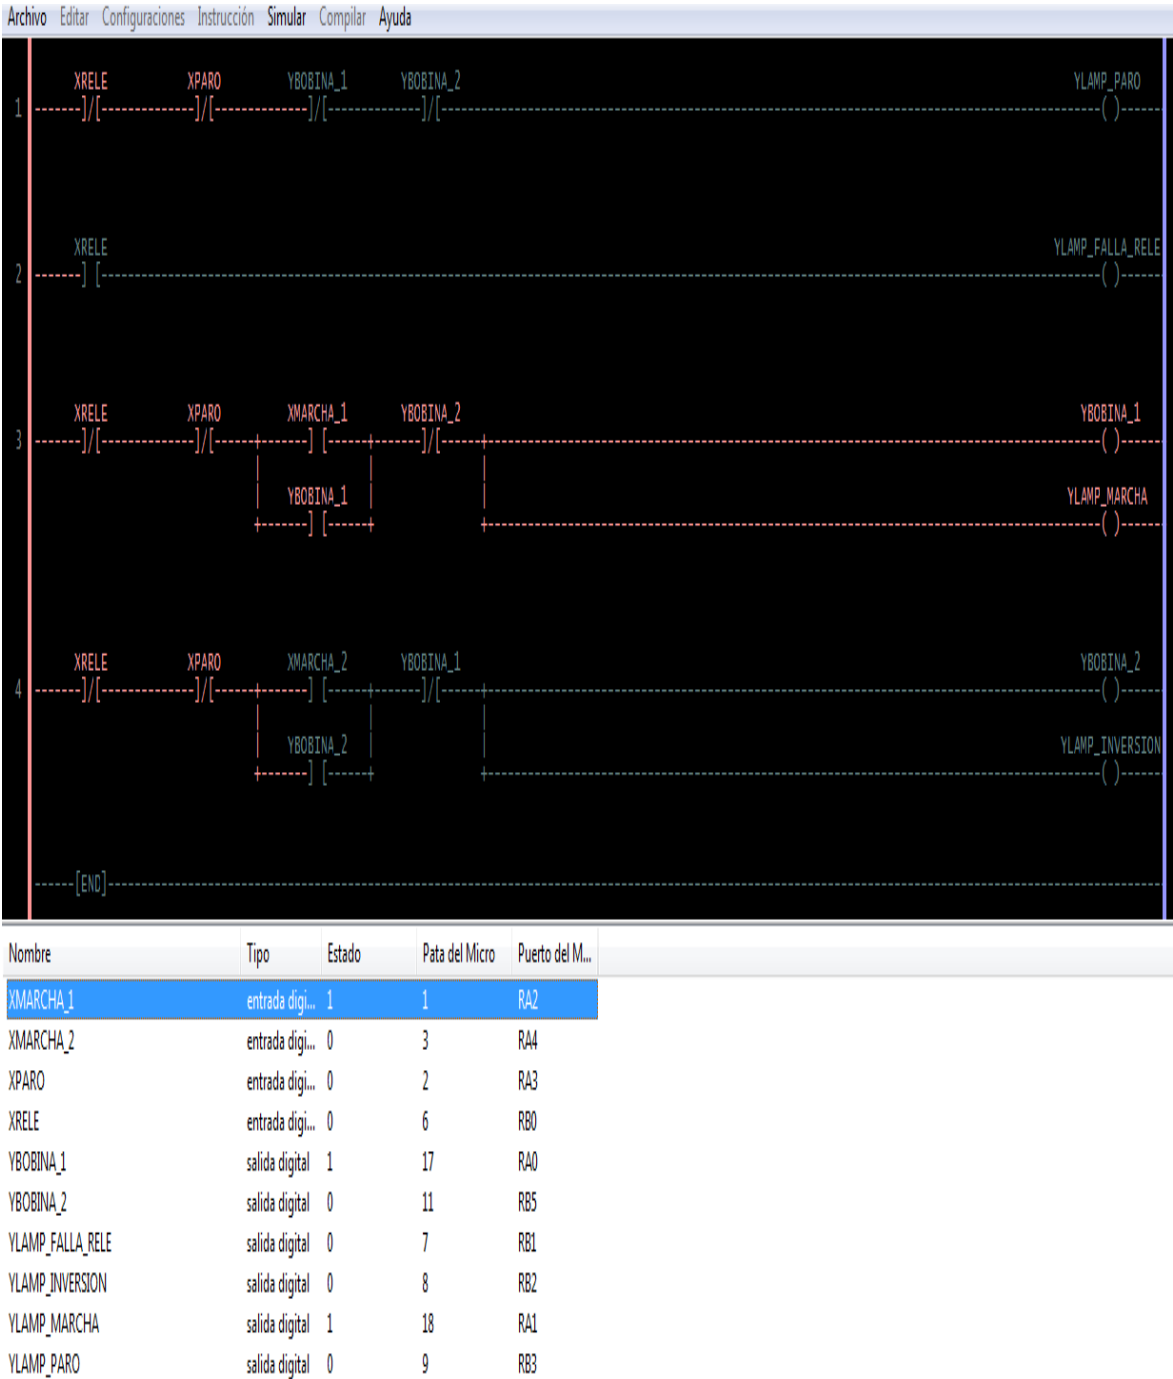 Archivo Editar Configuraciones Instrucción Simular Compilar Ayuda
XRELE XPARO YBOBINA_1 YBOBINA_2 YLAMP_PARO
1 -------]/[--------------]/[--------------]/[--------------]/[--------------( )------
XRELE YLAMP_FALLA_RELE
2 -------] [--------------( )------
XRELE XPARO XMARCHA_1 YBOBINA_2 YBOBINA_1
3 -------]/[--------------]/[------+-------] [------+-------]/[------+--------------( )------
YBOBINA_1 YLAMP_MARCHA
+-------] [------+ +--------------( )------
XRELE XPARO XMARCHA_2 YBOBINA_1 YBOBINA_2
4 -------]/[--------------]/[------+-------] [------+-------]/[------+--------------( )------
YBOBINA_2 YLAMP_INVERSION
+-------] [------+ +--------------( )------
------[END]--------------
Nombre Tipo Estado Pata del Micro Puerto del M...
XMARCHA_1 entrada digi... 1 1 RA2
XMARCHA_2 entrada digi... 0 3 RA4
XPARO entrada digi... 0 2 RA3
XRELE entrada digi... 0 6 RB0
YBOBINA_1 salida digital 1 17 RA0
YBOBINA_2 salida digital 0 11 RB5
YLAMP_FALLA_RELE salida digital 0 7 RB1
YLAMP_INVERSION salida digital 0 8 RB2
YLAMP_MARCHA salida digital 1 18 RA1
YLAMP_PARO salida digital 0 9 RB3